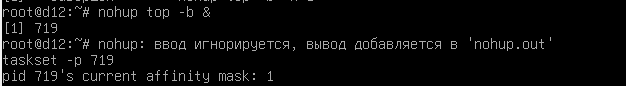 root@d12:~# nohup top -b &
[1] 719
root@d12:~# nohup: ввод игнорируется, вывод добавляется в 'nohup.out'
taskset -p 719
pid 719's current affinity mask: 1